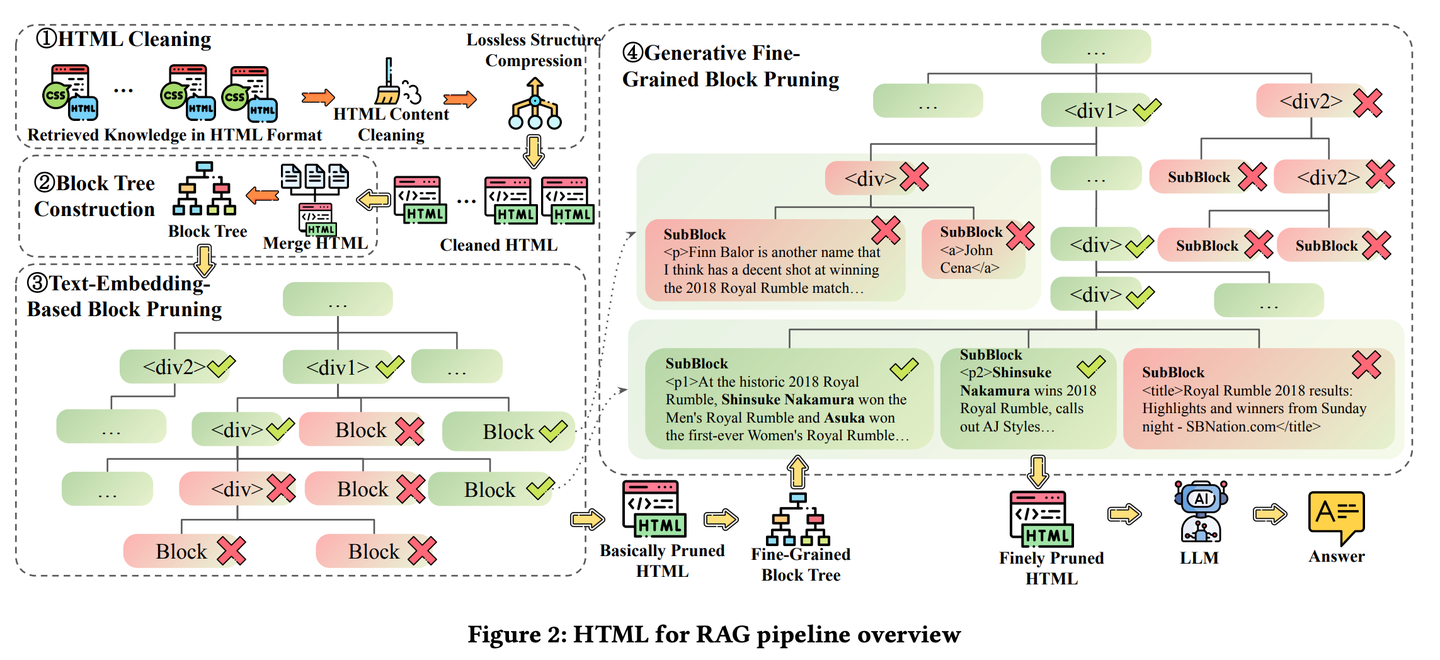 ①HTML Cleaning
CSS
HTML
...
CSS
HTML
CSS
HTML
Retrieved Knowledge in HTML Format
HTML Content
Cleaning
Lossless Structure
Compression
②Block Tree
Construction
Block Tree
HTML
Merge HTML
HTML
...
HTML
HTML
Cleaned HTML
③Text-Embedding-
Based Block Pruning
...
<div2>
<div1>
...
...
<div>
Block
Block
...
<div>
Block
Block
Block
Block
HTML
Basically Pruned
HTML
Fine-Grained
Block Tree
④Generative Fine-
Grained Block Pruning
...
...
<div1>
<div2>
<div>
...
SubBlock
<div2>
SubBlock
<p>Finn Balor is another name that
I think has a decent shot at winning
the 2018 Royal Rumble match…
SubBlock
<a>John
Cena</a>
<div>
SubBlock
SubBlock
<div>
...
SubBlock
<p1>At the historic 2018 Royal
Rumble, Shinsuke Nakamura won the
Men's Royal Rumble and Asuka won
the first-ever Women's Royal Rumble…
SubBlock
<p2>Shinsuke
Nakamura wins 2018
Royal Rumble, calls
out AJ Styles…
SubBlock
<title>Royal Rumble 2018 results:
Highlights and winners from Sunday
night - SBNation.com</title>
HTML
Finely Pruned
HTML
AI
LLM
A
Answer
Figure 2: HTML for RAG pipeline overview